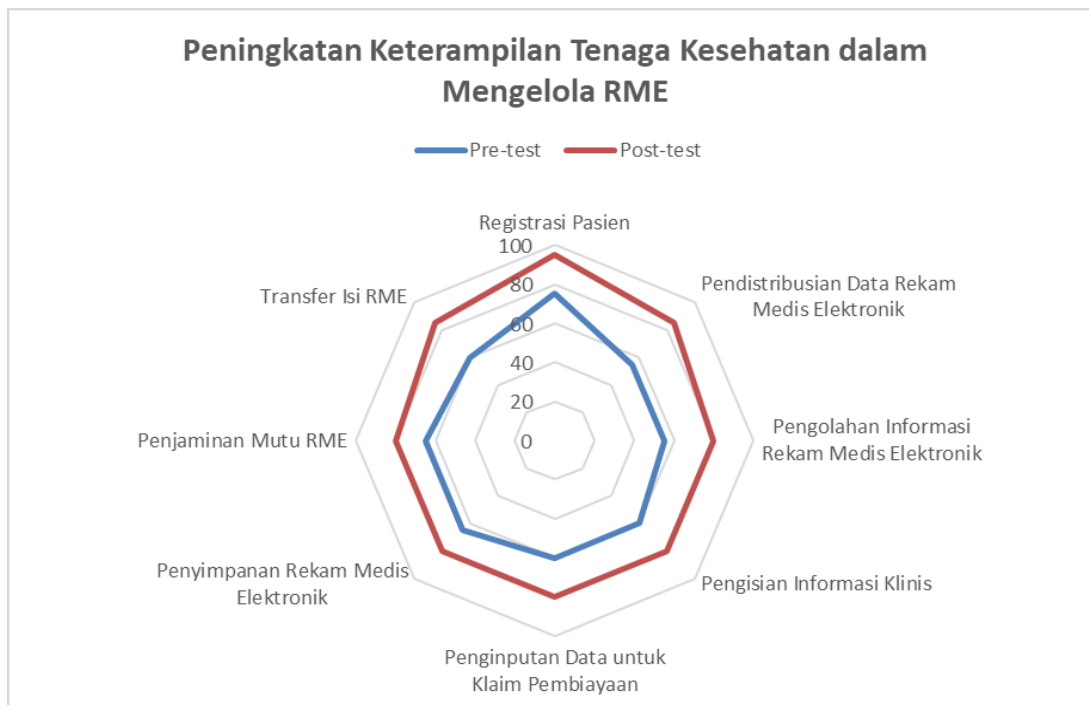 Peningkatan Keterampilan Tenaga Kesehatan dalam
Mengelola RME
Pre-test
Post-test
Registrasi Pasien
100
80
60
40
20
0
Pendistribusian Data Rekam
Medis Elektronik
Pengolahan Informasi
Rekam Medis Elektronik
Pengisian Informasi Klinis
Penginputan Data untuk
Klaim Pembiayaan
Penyimpanan Rekam Medis
Elektronik
Penjaminan Mutu RME
Transfer Isi RME